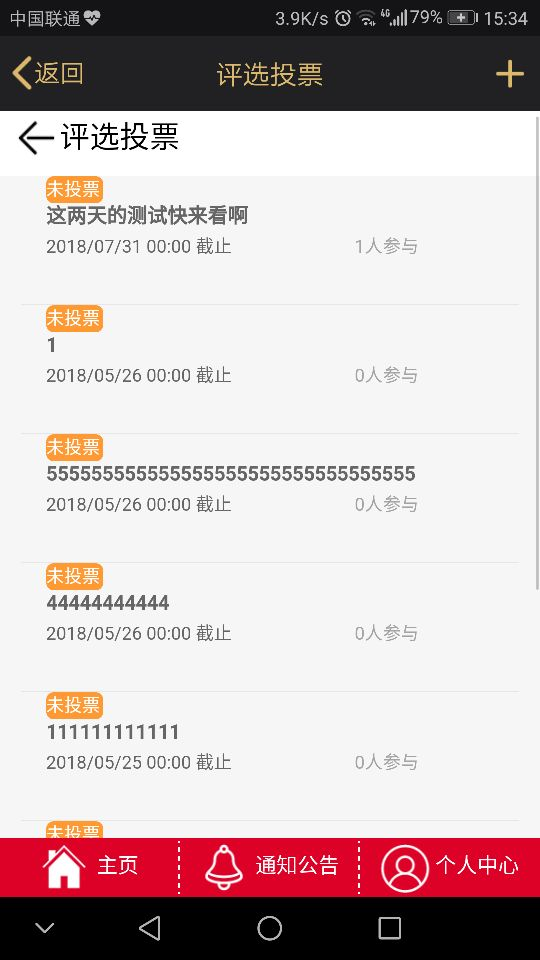 中国联通 3.9K/s 4G 79% 15:34
返回 评选投票
评选投票
未投票
这两天的测试快来看啊
2018/07/31 00:00 截止 1人参与
未投票
1
2018/05/26 00:00 截止 0人参与
未投票
555555555555555555555555555555555
2018/05/26 00:00 截止 0人参与
未投票
44444444444
2018/05/26 00:00 截止 0人参与
未投票
111111111111
2018/05/25 00:00 截止 0人参与
未投票
主页 通知公告 个人中心